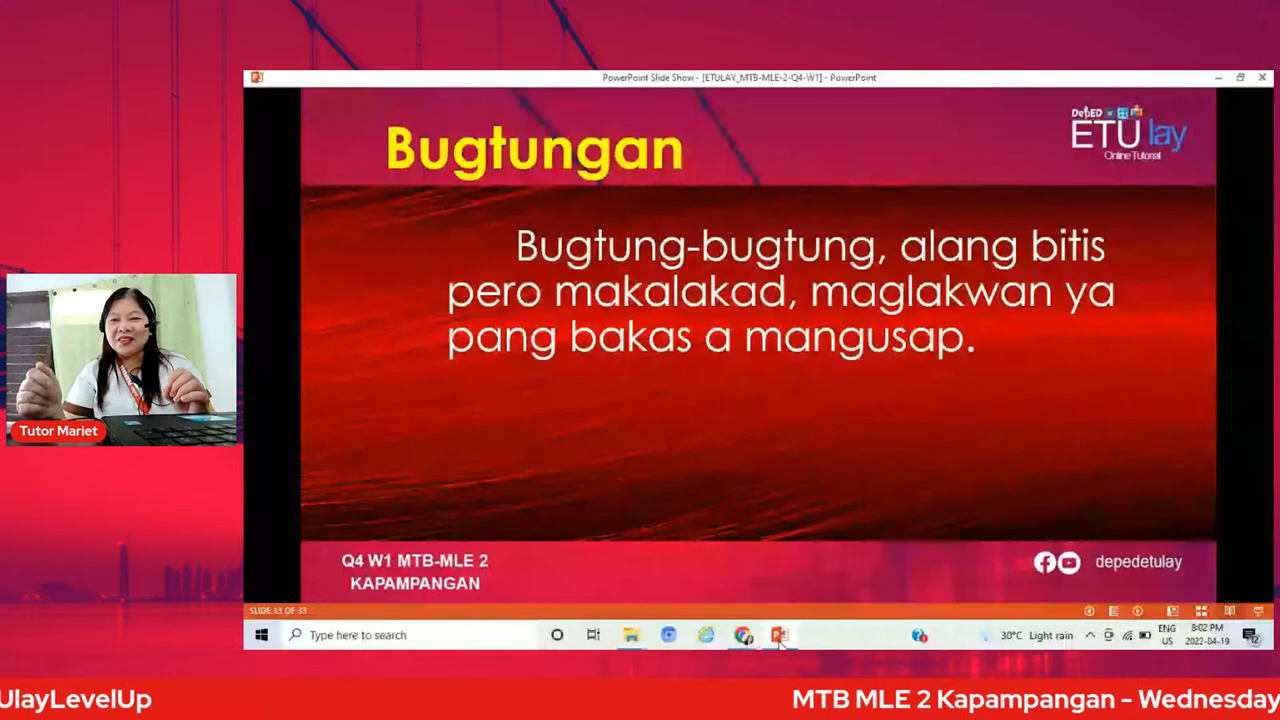 PowerPoint Slide Show - [ETULAY_MTB-MLE-2-Q4-W1] - PowerPoint
Bugtungan
DepED
ETUlay
Online Tutorial
Bugtung-bugtung, alang bitis
pero makalakad, maglakwan ya
pang bakas a mangusap.
Tutor Mariet
Q4 W1 MTB-MLE 2
KAPAMPANGAN
depedetulay
SLIDE 13 OF 33
Type here to search
30°C Light rain
ENG
US
8:02 PM
2022-04-19
UlayLevelUp
MTB MLE 2 Kapampangan - Wednesday